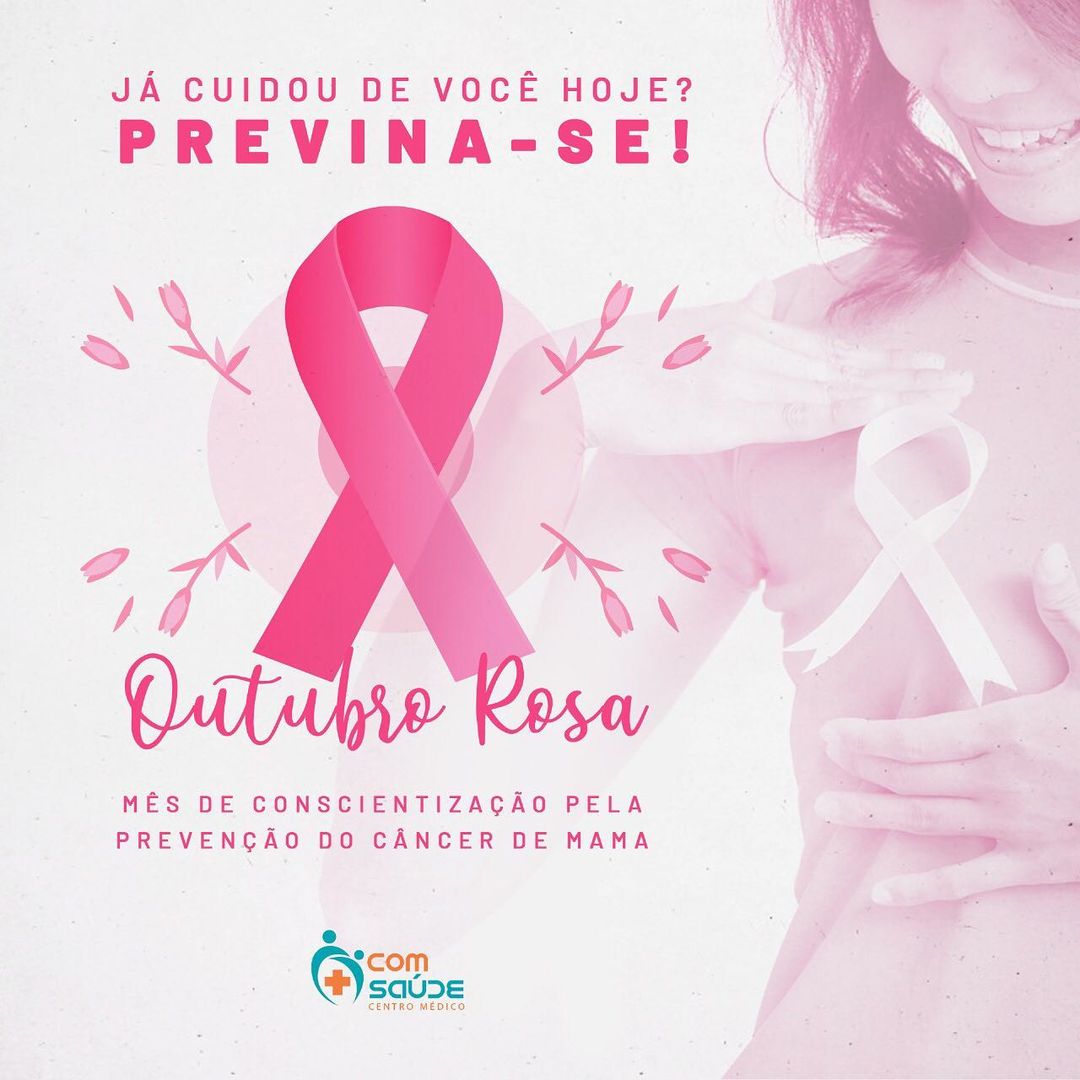 JÁ CUIDOU DE VOCÊ HOJE?
PREVINA-SE!
Outubro Rosa
MÊS DE CONSCIENTIZAÇÃO PELA
PREVENÇÃO DO CÂNCER DE MAMA
COM
SAÚDE
CENTRO MÉDICO